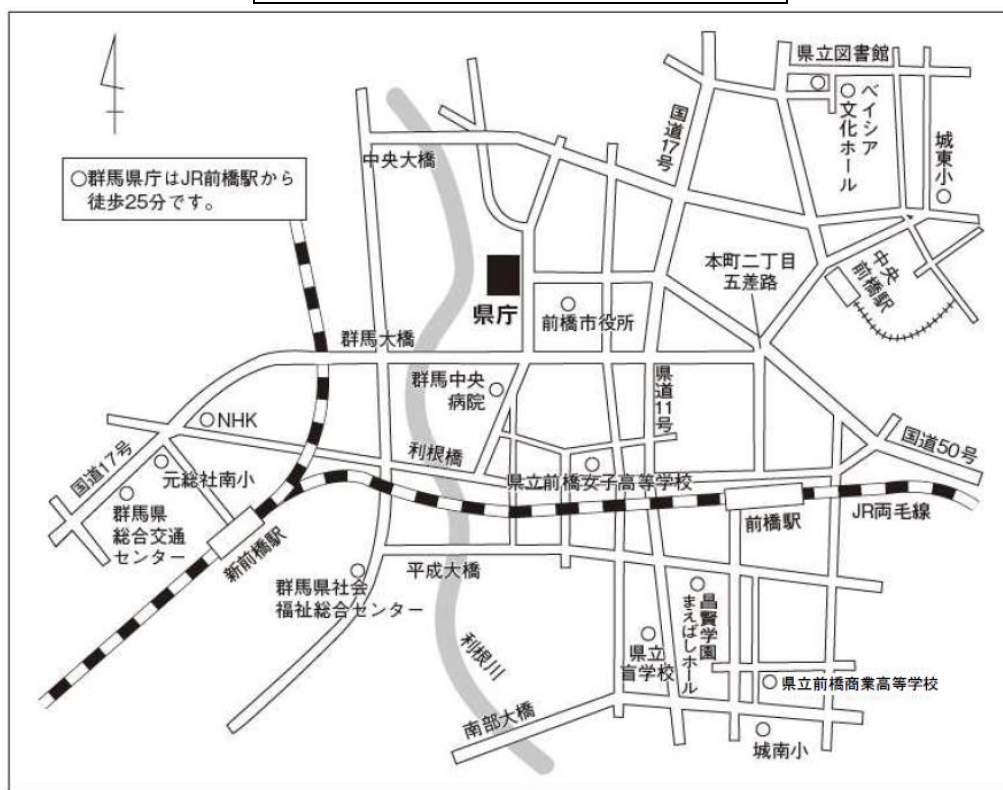 県立図書館
ベイシア
文化ホール
国道17号
城東小
中央大橋
○群馬県庁はJR前橋駅から
徒歩25分です。
本町二丁目
五差路
中央
前橋駅
県庁
前橋市役所
群馬大橋
群馬中央
病院
県道11号
NHK
利根橋
国道50号
国道17号
元総社南小
県立前橋女子高等学校
群馬県
総合交通
センター
前橋駅
JR両毛線
新前橋駅
平成大橋
群馬県社会
福祉総合センター
昌賢学園
まえばしホール
利根川
県立
盲学校
県立前橋商業高等学校
南部大橋
城南小